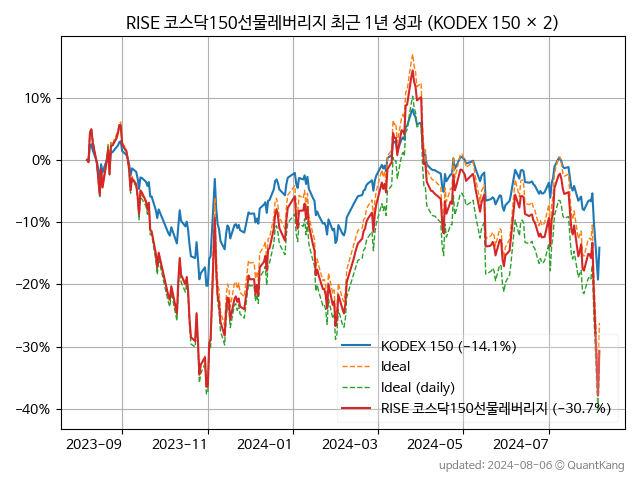 RISE 코스닥150선물레버리지 최근 1년 성과 (KODEX 150 × 2)
10%
0%
−10%
−20%
−30%
−40%
KODEX 150 (−14.1%)
Ideal
Ideal (daily)
RISE 코스닥150선물레버리지 (−30.7%)
2023-09 2023-11 2024-01 2024-03 2024-05 2024-07
updated: 2024-08-06 © QuantKang